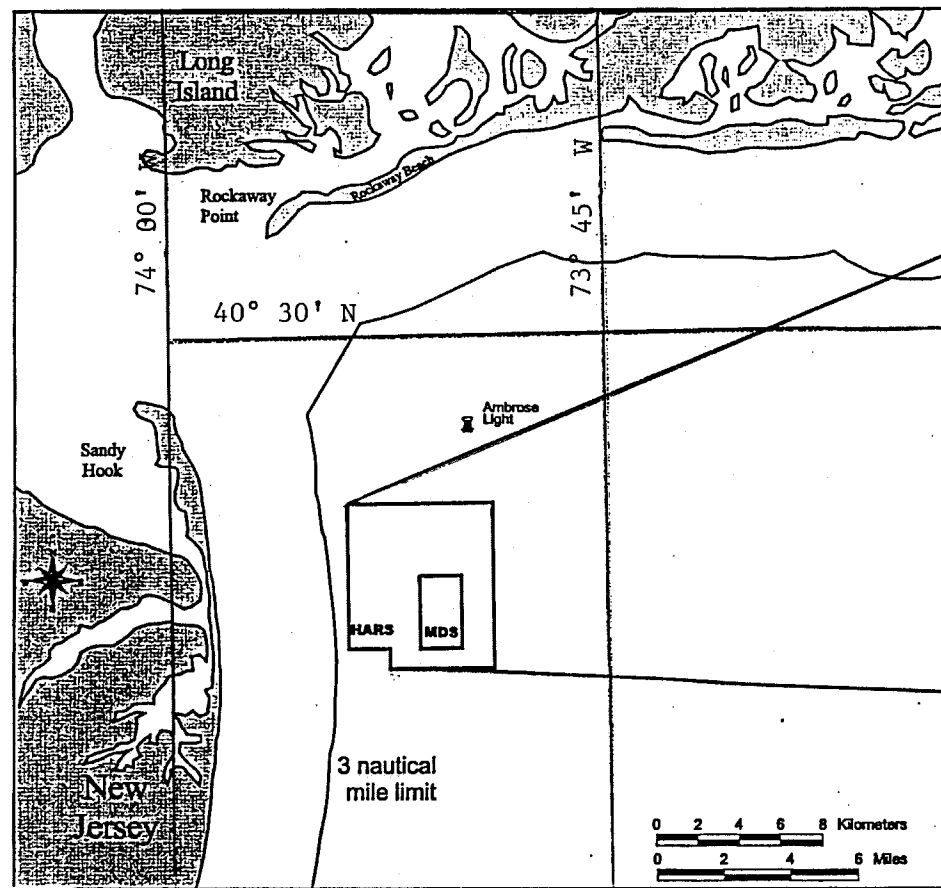 Long
Island
Rockaway
Point
Rockaway Beach
74° 00' W
73° 45' W
40° 30' N
Ambrose
Light
Sandy
Hook
HARS
MDS
3 nautical
mile limit
New
Jersey
0 2 4 6 8 Kilometers
0 2 4 6 Miles